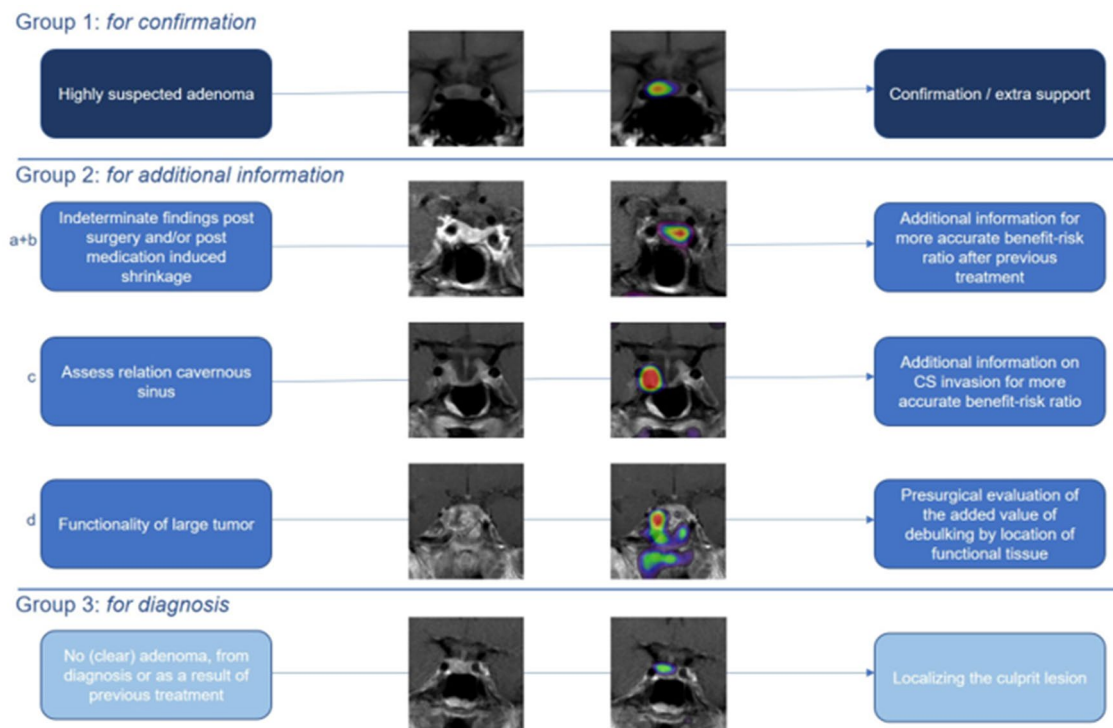 Group 1: for confirmation
Highly suspected adenoma
Confirmation / extra support
Group 2: for additional information
a+b
Indeterminate findings post
surgery and/or post
medication induced
shrinkage
Additional information for
more accurate benefit-risk
ratio after previous
treatment
c
Assess relation cavernous
sinus
Additional information on
CS invasion for more
accurate benefit-risk ratio
d
Functionality of large tumor
Presurgical evaluation of
the added value of
debulking by location of
functional tissue
Group 3: for diagnosis
No (clear) adenoma, from
diagnosis or as a result of
previous treatment
Localizing the culprit lesion